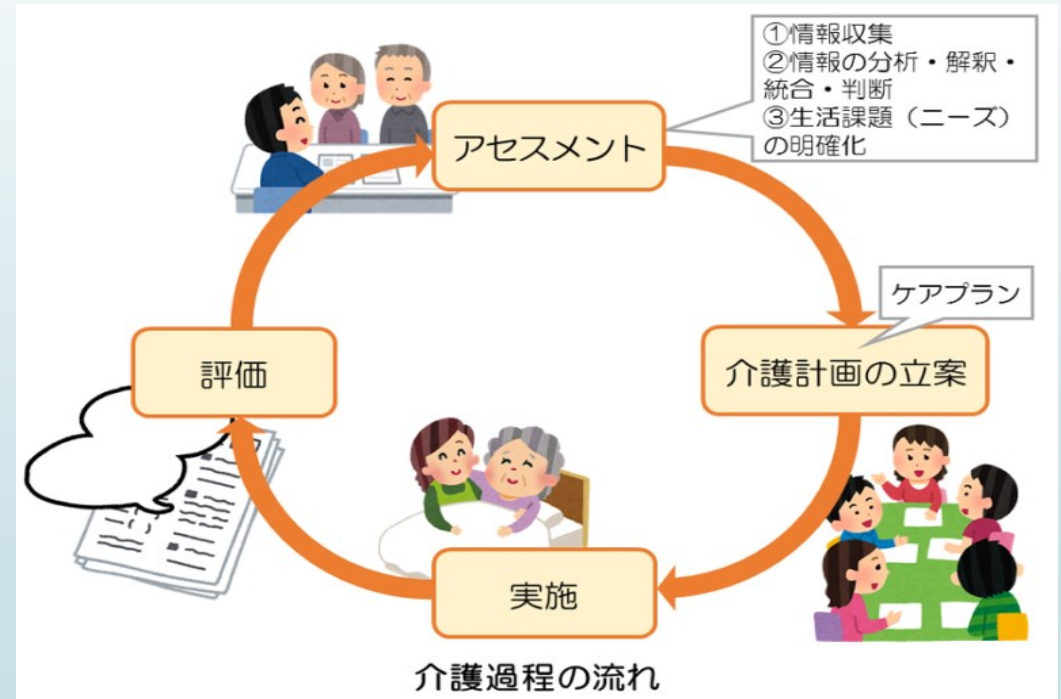 ①情報収集
②情報の分析・解釈・
統合・判断
③生活課題（ニーズ）
の明確化
アセスメント
ケアプラン
介護計画の立案
評価
実施
介護過程の流れ